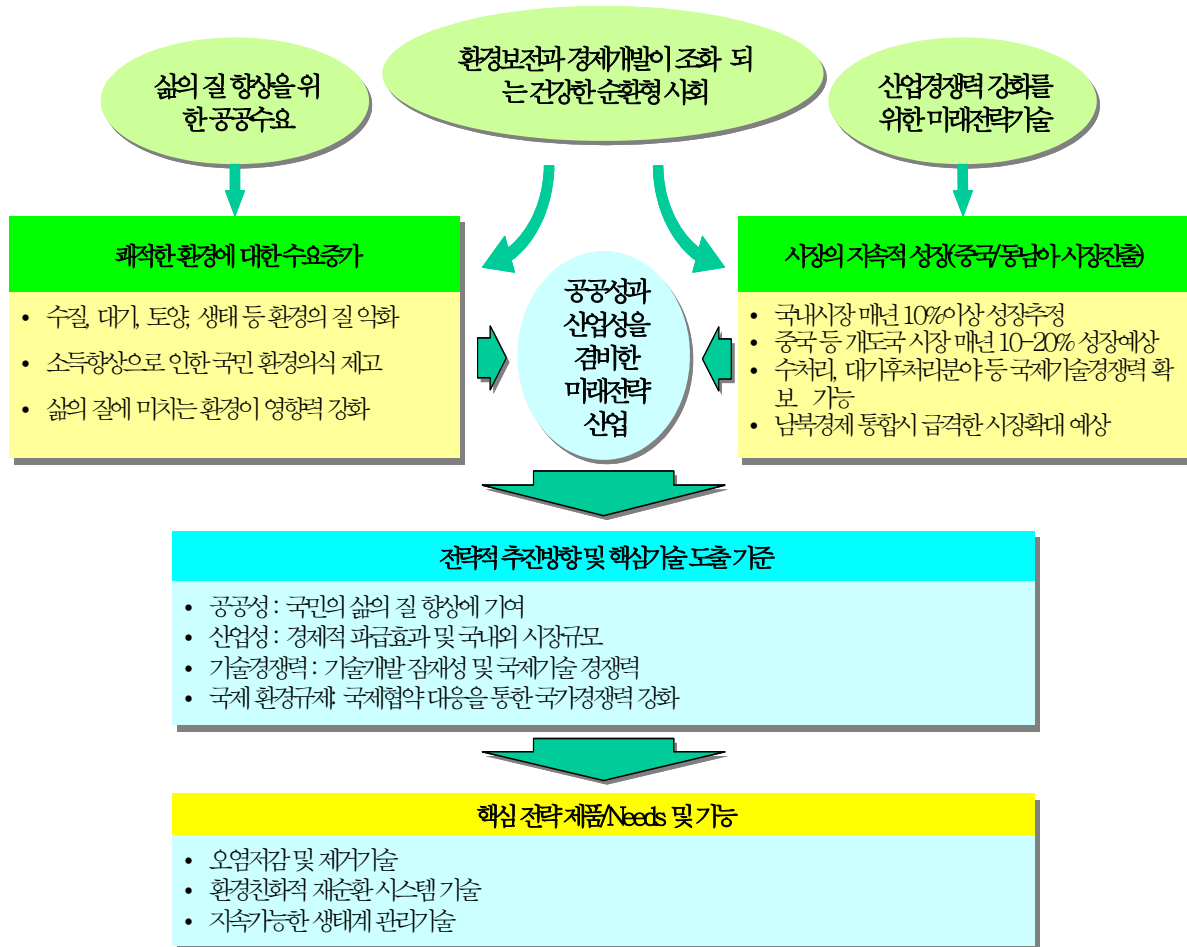 삶의 질 향상을 위
한 공공수요
환경보전과 경제개발이 조화 되
는 건강한 순환형 사회
산업경쟁력 강화를
위한 미래전략기술
쾌적한 환경에 대한 수요증가
• 수질, 대기, 토양, 생태 등 환경의 질 악화
• 소득향상으로 인한 국민 환경의식 제고
• 삶의 질에 미치는 환경이 영향력 강화
공공성과
산업성을
겸비한
미래전략
산업
시장의 지속적 성장(중국/동남아 시장진출)
• 국내시장 매년 10%이상 성장추정
• 중국 등 개도국 시장 매년 10-20% 성장예상
• 수처리, 대기후처리분야 등 국제기술경쟁력 확
보 가능
• 남북경제 통합시 급격한 시장확대 예상
전략적 추진방향 및 핵심기술 도출 기준
• 공공성 : 국민의 삶의 질 향상에 기여
• 산업성 : 경제적 파급효과 및 국내외 시장규모
• 기술경쟁력 : 기술개발 잠재성 및 국제기술 경쟁력
• 국제 환경규제: 국제협약 대응을 통한 국가경쟁력 강화
핵심 전략 제품/Needs 및 기능
• 오염저감 및 제거기술
• 환경친화적 재순환 시스템 기술
• 지속가능한 생태계 관리기술